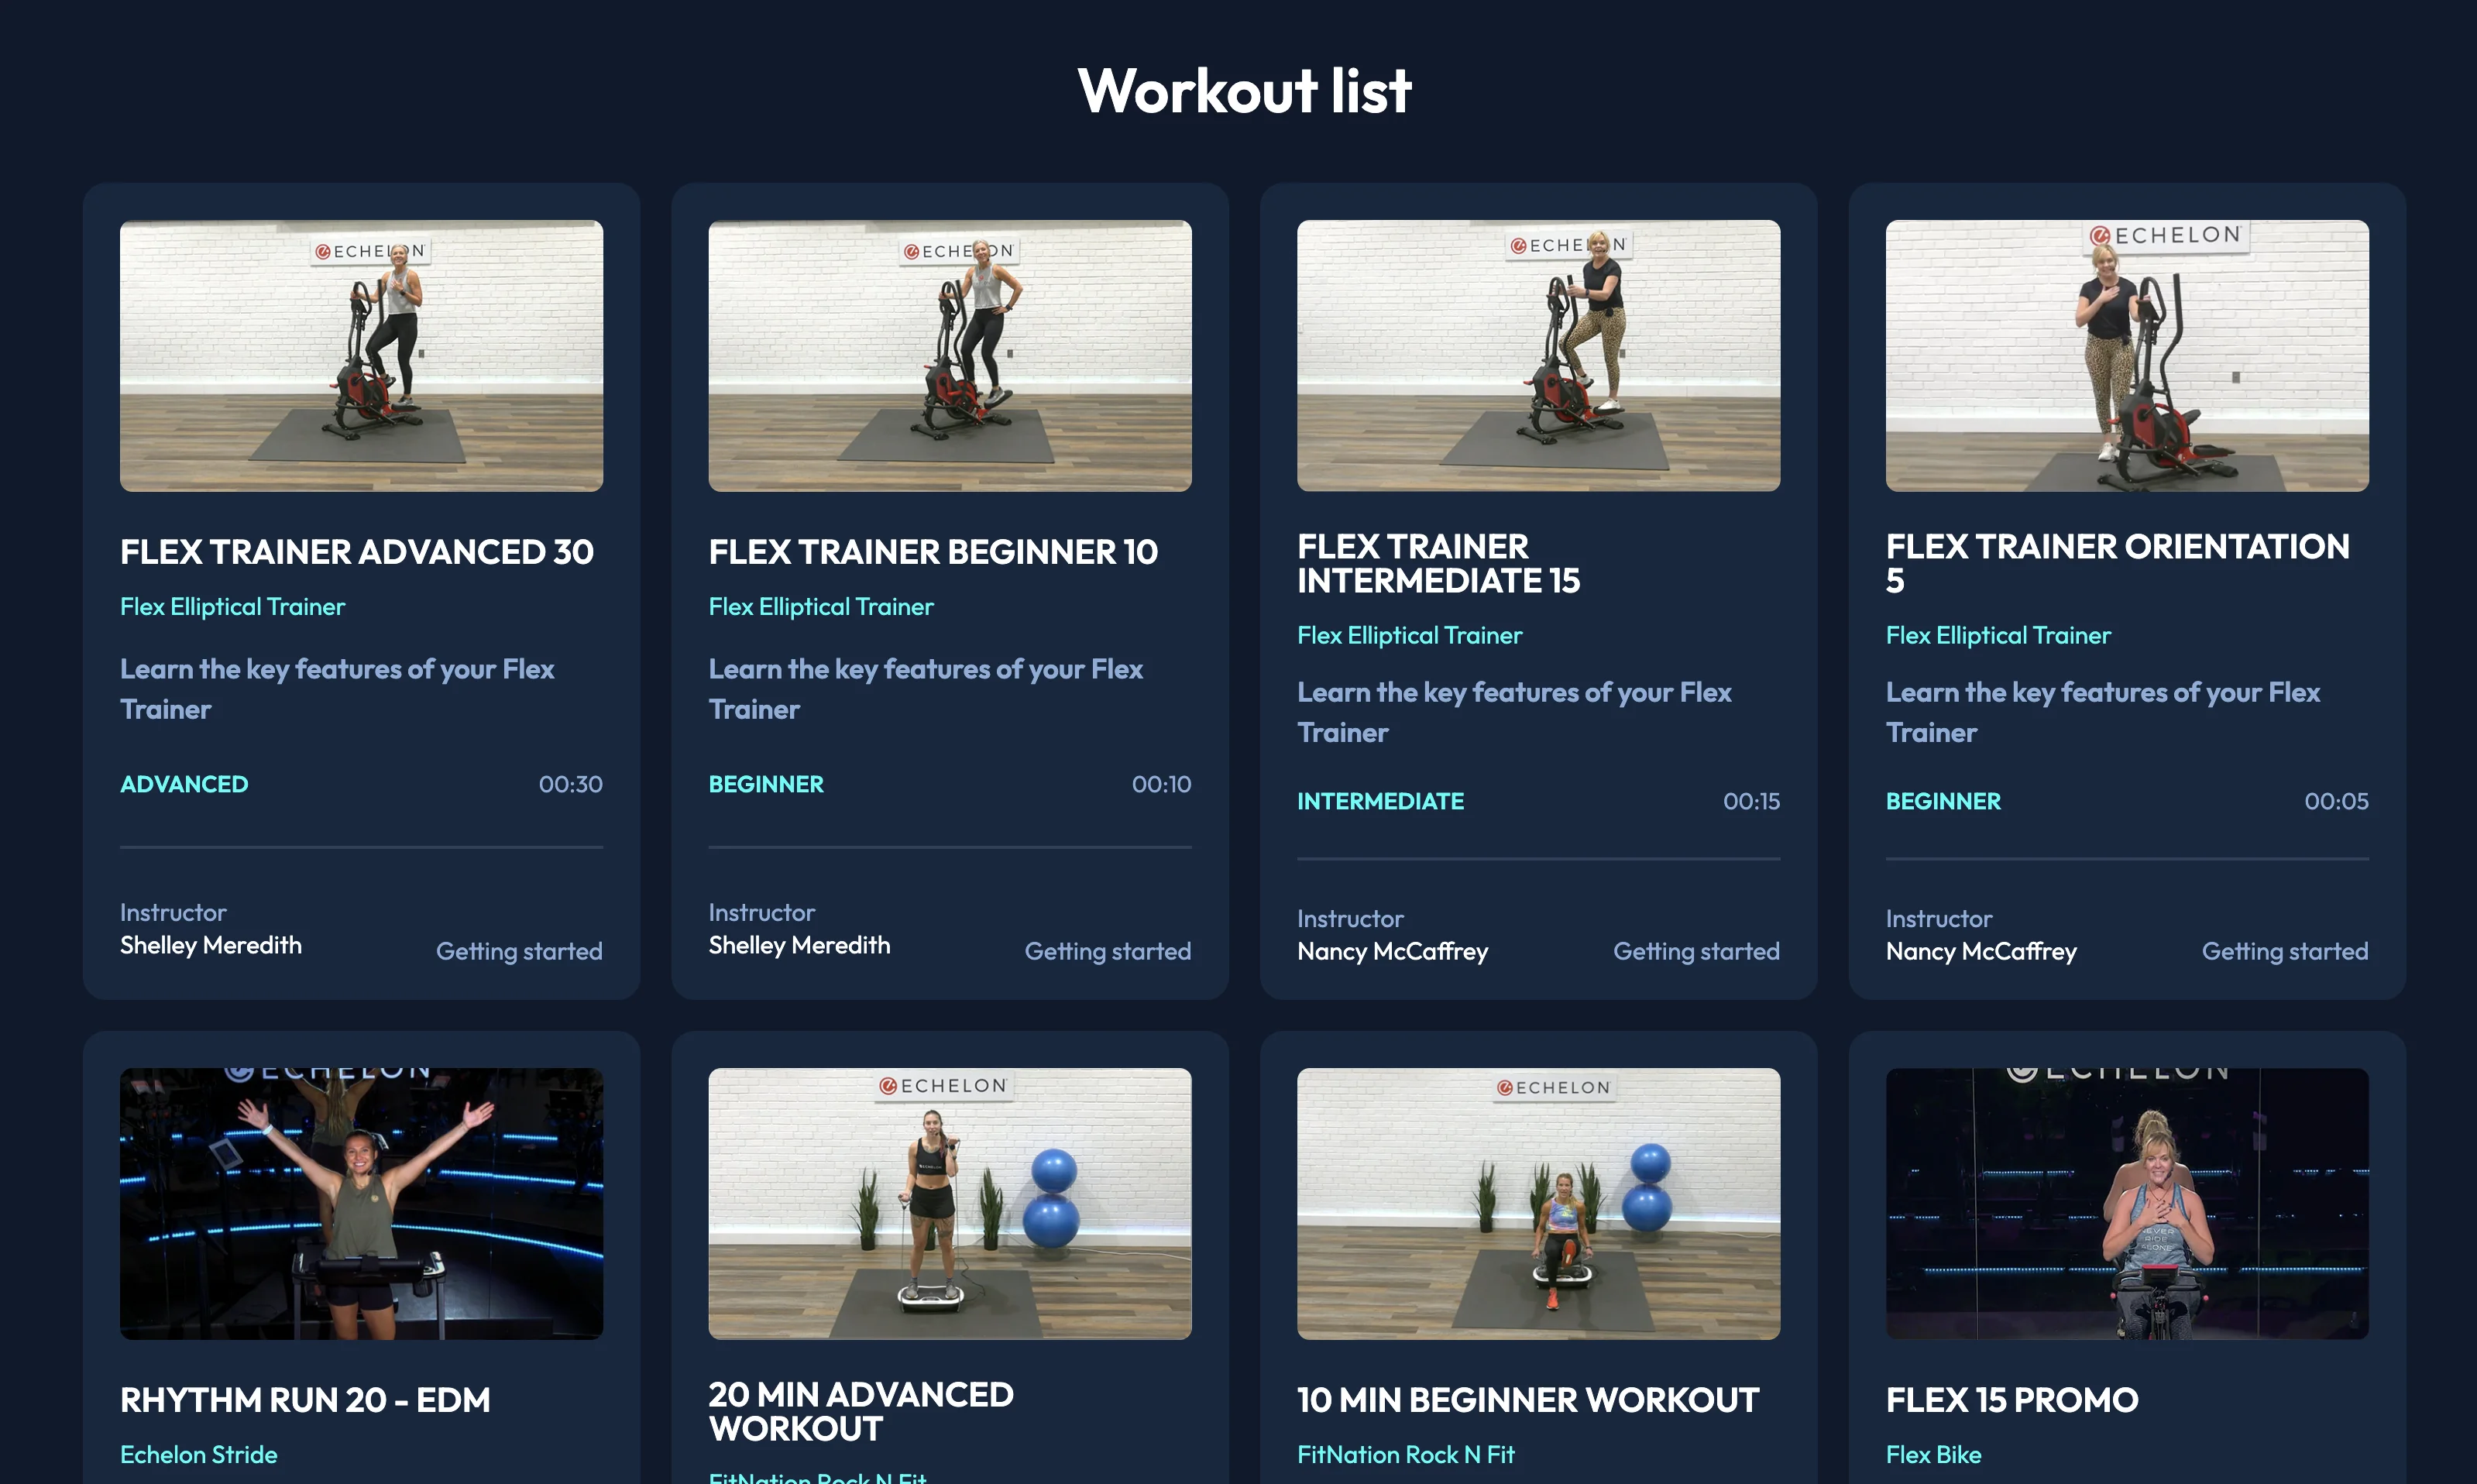 Workout list
ECHELON
ECHELON
ECHELON
ECHELON
FLEX TRAINER ADVANCED 30
Flex Elliptical Trainer
Learn the key features of your Flex
Trainer
ADVANCED 00:30
Instructor
Shelley Meredith
Getting started
FLEX TRAINER BEGINNER 10
Flex Elliptical Trainer
Learn the key features of your Flex
Trainer
BEGINNER 00:10
Instructor
Shelley Meredith
Getting started
FLEX TRAINER
INTERMEDIATE 15
Flex Elliptical Trainer
Learn the key features of your Flex
Trainer
INTERMEDIATE 00:15
Instructor
Nancy McCaffrey
Getting started
FLEX TRAINER ORIENTATION
5
Flex Elliptical Trainer
Learn the key features of your Flex
Trainer
BEGINNER 00:05
Instructor
Nancy McCaffrey
Getting started
ECHELON
ECHELON
ECHELON
ECHELON
RIDE
RHYTHM RUN 20 - EDM
Echelon Stride
20 MIN ADVANCED
WORKOUT
FitNation Rock N Fit
10 MIN BEGINNER WORKOUT
FitNation Rock N Fit
FLEX 15 PROMO
Flex Bike